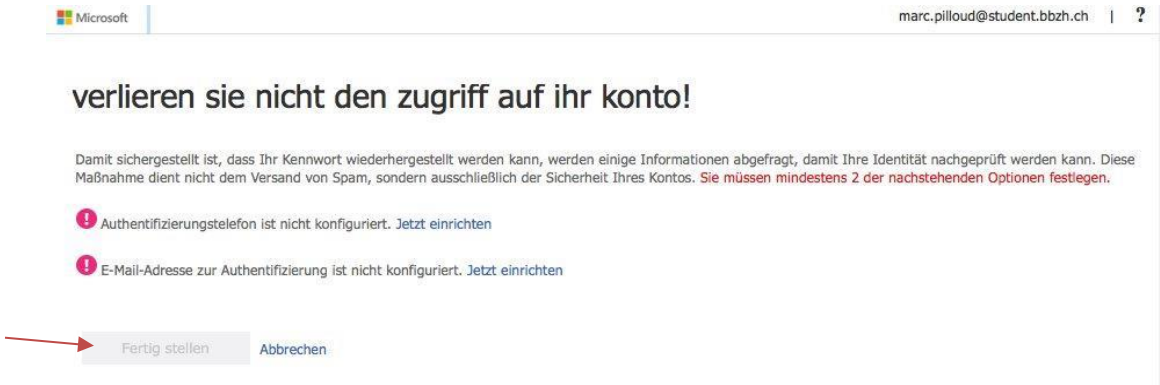 Microsoft
marc.pilloud@student.bbzh.ch | ?
verlieren sie nicht den zugriff auf ihr konto!
Damit sichergestellt ist, dass Ihr Kennwort wiederhergestellt werden kann, werden einige Informationen abgefragt, damit Ihre Identität nachgeprüft werden kann. Diese
Maßnahme dient nicht dem Versand von Spam, sondern ausschließlich der Sicherheit Ihres Kontos. Sie müssen mindestens 2 der nachstehenden Optionen festlegen.
! Authentifizierungstelefon ist nicht konfiguriert. Jetzt einrichten
! E-Mail-Adresse zur Authentifizierung ist nicht konfiguriert. Jetzt einrichten
Fertig stellen Abbrechen